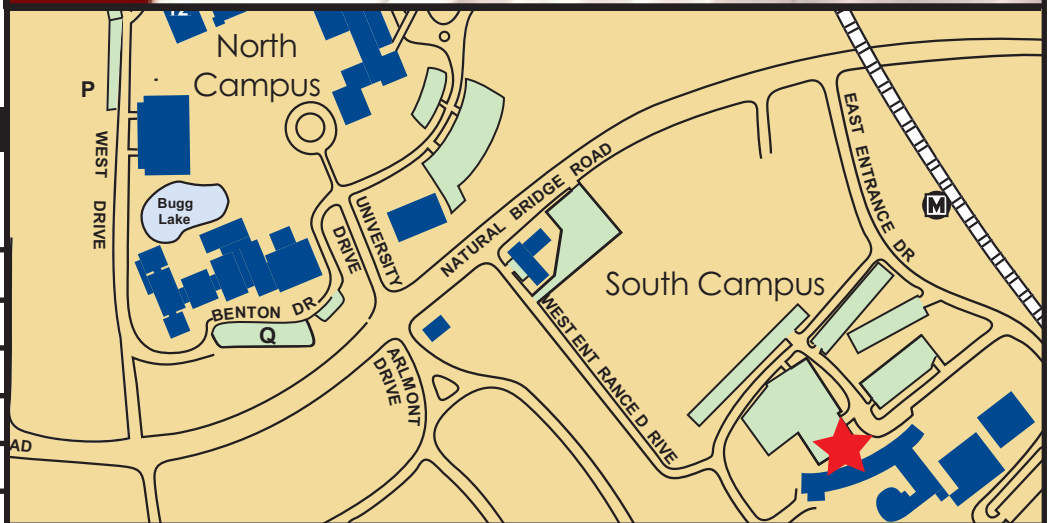 12
North
Campus
P
WEST DRIVE
Bugg
Lake
UNIVERSITY
DRIVE
BENTON DR
Q
NATURAL BRIDGE ROAD
EAST ENTRANCE DR
M
South Campus
WEST ENT RANCE D RIVE
ARLMONT
DRIVE
AD